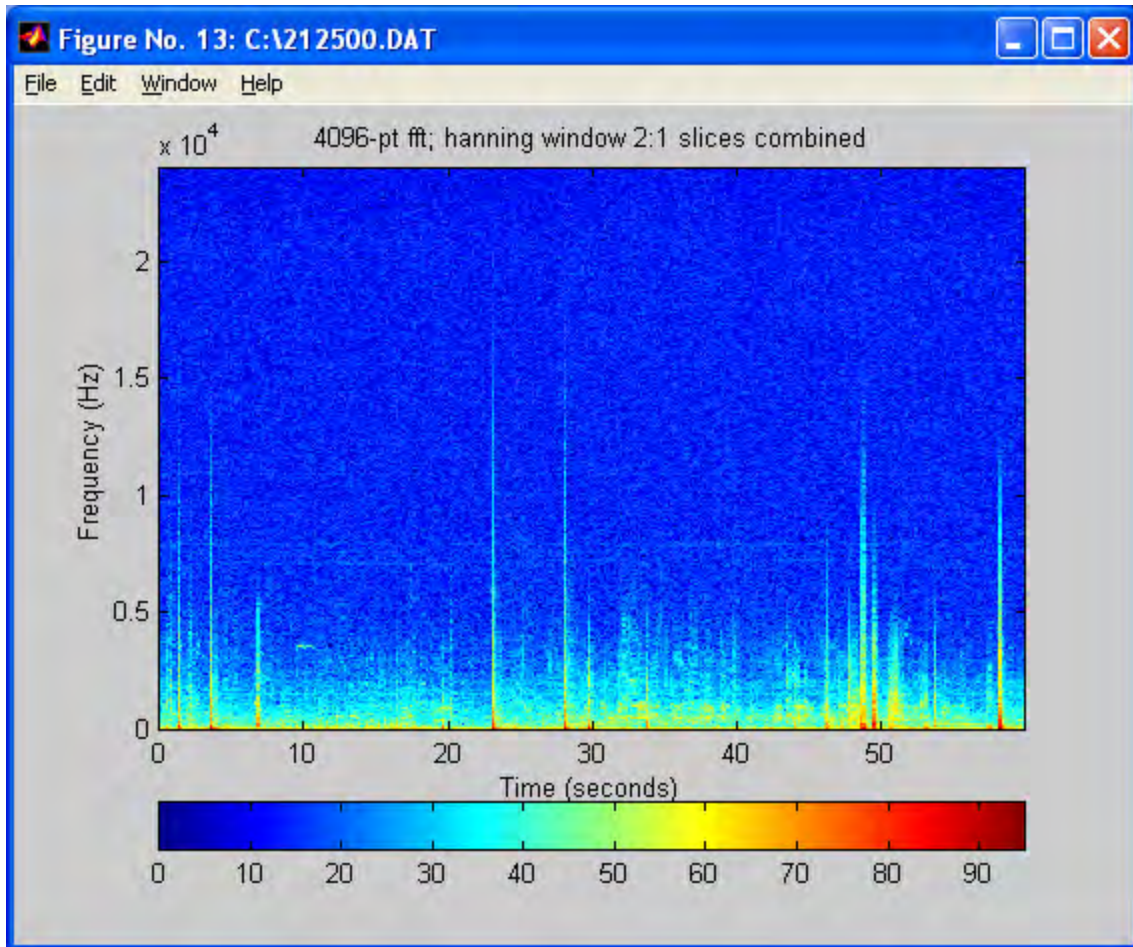 Figure No. 13: C:\212500.DAT
File Edit Window Help
x 10^4
4096-pt fft; hanning window 2:1 slices combined
2
1.5
1
0.5
0
Frequency (Hz)
0 10 20 30 40 50
Time (seconds)
0 10 20 30 40 50 60 70 80 90